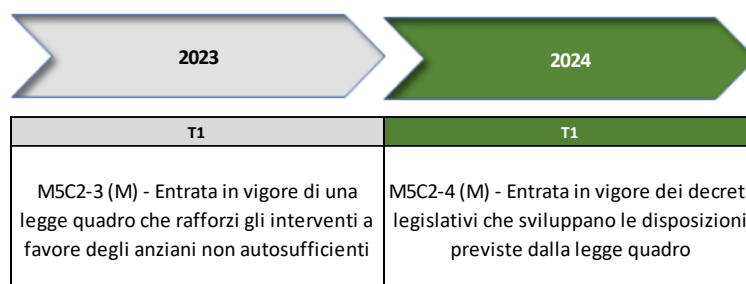 2023
2024
T1
T1
M5C2-3 (M) - Entrata in vigore di una
legge quadro che rafforzi gli interventi a
favore degli anziani non autosufficienti
M5C2-4 (M) - Entrata in vigore dei decret
legislativi che sviluppano le disposizioni
previste dalla legge quadro